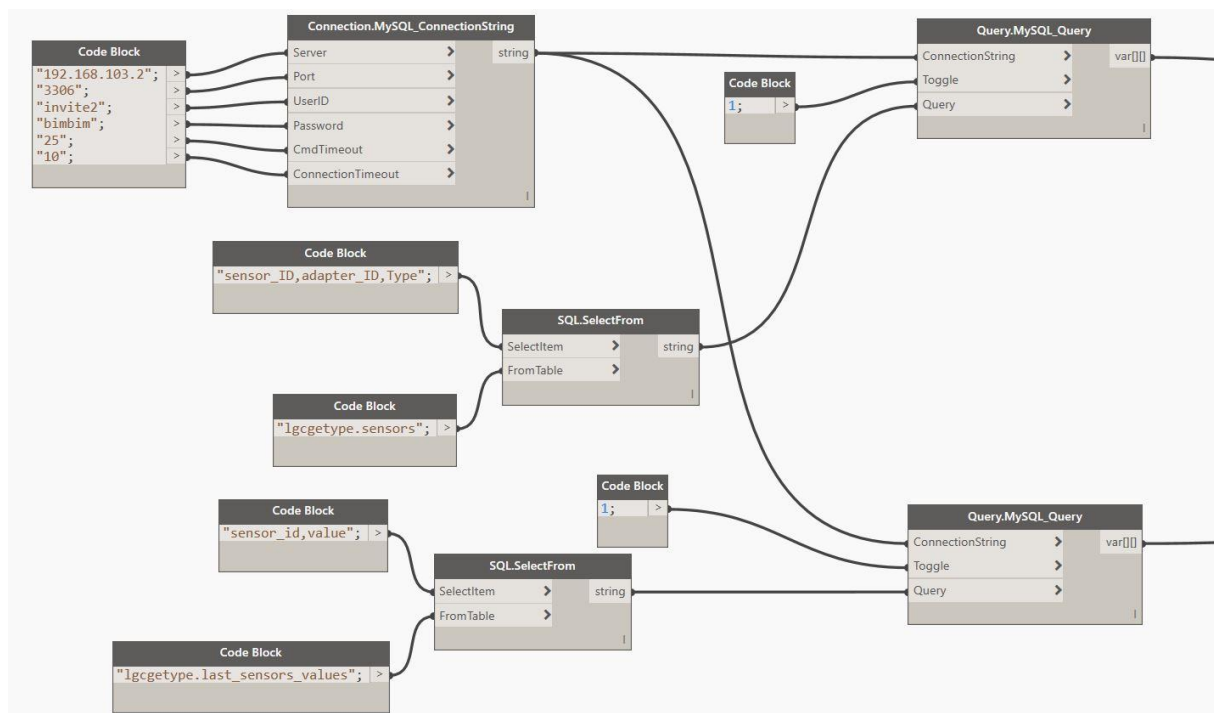 Connection.MySQL_ConnectionString
Code Block
"192.168.103.2"; >
"3306"; >
"invite2"; >
"bimbim"; >
"25"; >
"10"; >
Server > string
Port >
UserID >
Password >
CmdTimeout >
ConnectionTimeout >
l
Query.MySQL_Query
ConnectionString > var[][]
Toggle >
Query >
l
Code Block
1; >
Code Block
"sensor_ID,adapter_ID,Type"; >
SQL.SelectFrom
SelectItem > string
FromTable >
l
Code Block
"lgcgetype.sensors"; >
Code Block
1; >
Code Block
"sensor_id,value"; >
SQL.SelectFrom
SelectItem > string
FromTable >
l
Query.MySQL_Query
ConnectionString > var[][]
Toggle >
Query >
l
Code Block
"lgcgetype.last_sensors_values"; >